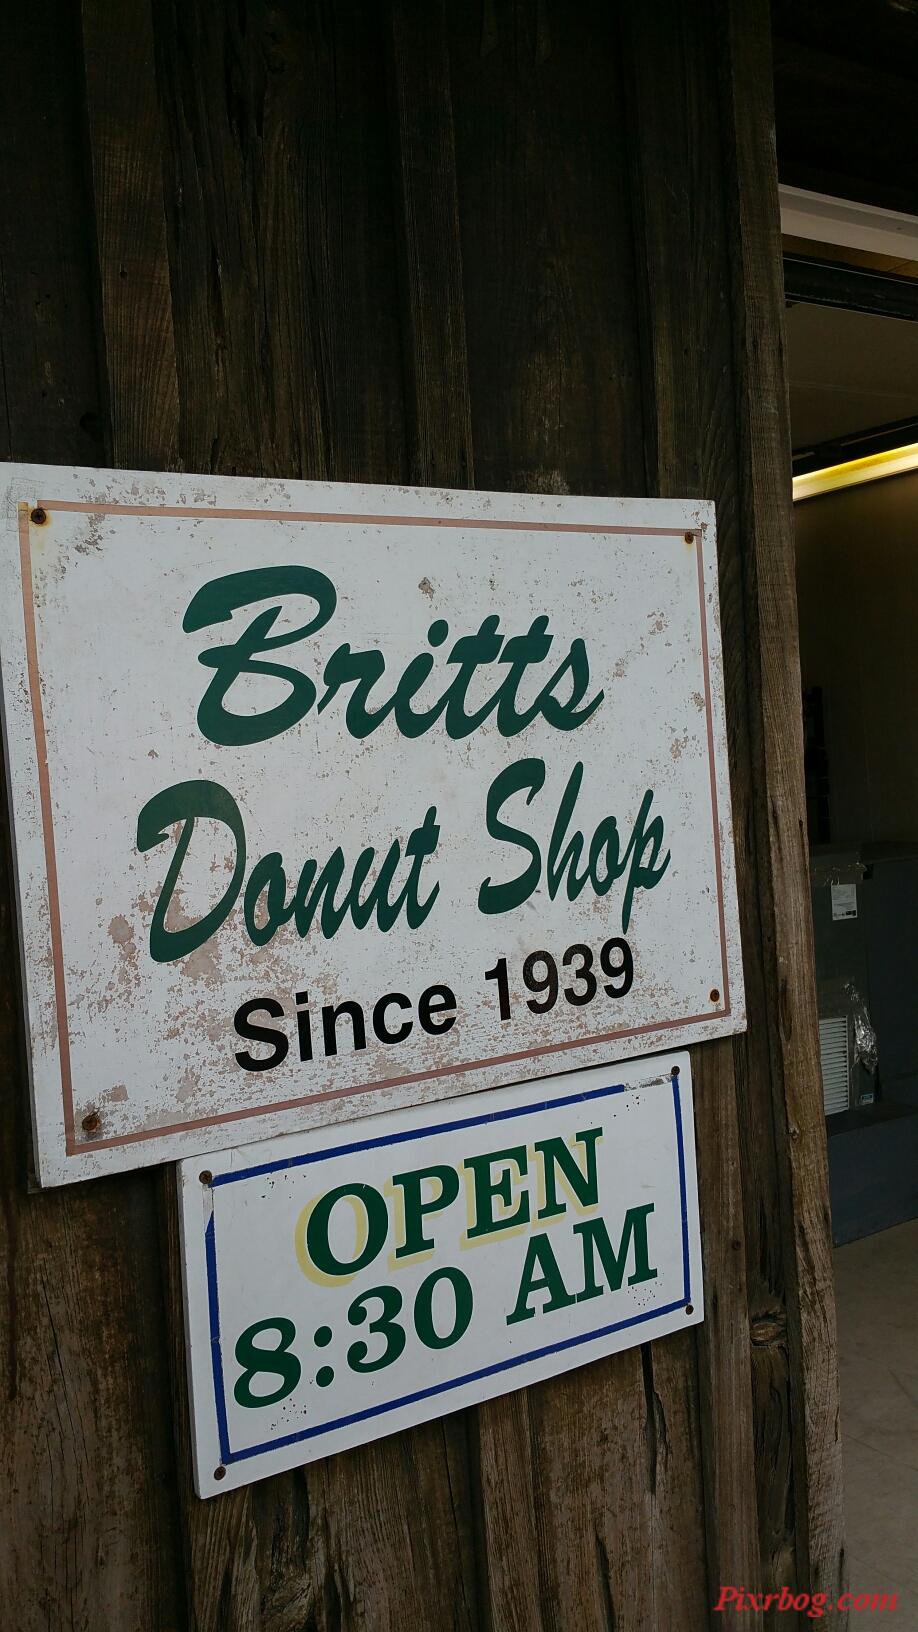 Britts
Donut Shop
Since 1939
OPEN
8:30 AM
Pixrbog.com